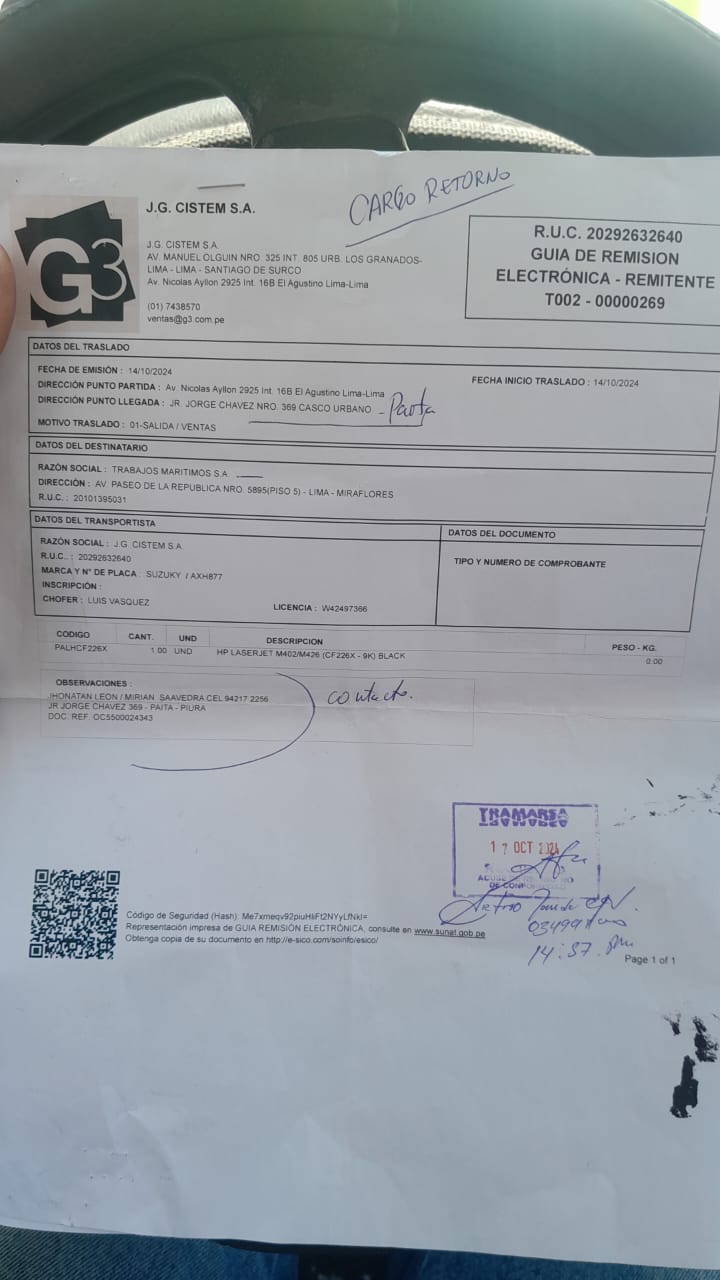 CARGO RETORNO
G3
J.G. CISTEM S.A.
J.G. CISTEM S.A.
AV. MANUEL OLGUIN NRO. 325 INT. 805 URB. LOS GRANADOS-
LIMA - LIMA - SANTIAGO DE SURCO
Av. Nicolas Ayllon 2925 Int. 16B El Agustino Lima-Lima
(01) 7438570
ventas@g3.com.pe
R.U.C. 20292632640
GUIA DE REMISION
ELECTRÓNICA - REMITENTE
T002 - 00000269
DATOS DEL TRASLADO
FECHA DE EMISIÓN : 14/10/2024
FECHA INICIO TRASLADO : 14/10/2024
DIRECCIÓN PUNTO PARTIDA : Av. Nicolas Ayllon 2925 Int. 16B El Agustino Lima-Lima
DIRECCIÓN PUNTO LLEGADA : JR. JORGE CHAVEZ NRO. 369 CASCO URBANO - Paita
MOTIVO TRASLADO : 01-SALIDA / VENTAS
DATOS DEL DESTINATARIO
RAZÓN SOCIAL : TRABAJOS MARITIMOS S.A.
DIRECCIÓN : AV. PASEO DE LA REPUBLICA NRO. 5895(PISO 5) - LIMA - MIRAFLORES
R.U.C. : 20101395031
DATOS DEL TRANSPORTISTA
RAZÓN SOCIAL : J.G. CISTEM S.A.
R.U.C. : 20292632640
MARCA Y N° DE PLACA : SUZUKY / AXH877
INSCRIPCIÓN :
CHOFER : LUIS VASQUEZ
LICENCIA : W42497366
DATOS DEL DOCUMENTO
TIPO Y NUMERO DE COMPROBANTE
CODIGO CANT. UND DESCRIPCION PESO - KG.
PALHCF226X 1.00 UND HP LASERJET M402/M426 (CF226X - 9K) BLACK 0.00
OBSERVACIONES :
JHONATAN LEON / MIRIAN SAAVEDRA CEL 94217 2256
JR JORGE CHAVEZ 369 - PAITA - PIURA
DOC. REF. OC5500024343
contacto.
TRAMARSA
17 OCT 2024
14:37 pm
Código de Seguridad (Hash): Me7xmeqv92piuHliFt2NYyLfNkI=
Representación impresa de GUIA REMISIÓN ELECTRÓNICA, consulte en www.sunat.gob.pe
Obtenga copia de su documento en http://e-sico.com/soinfo/esico/
Page 1 of 1